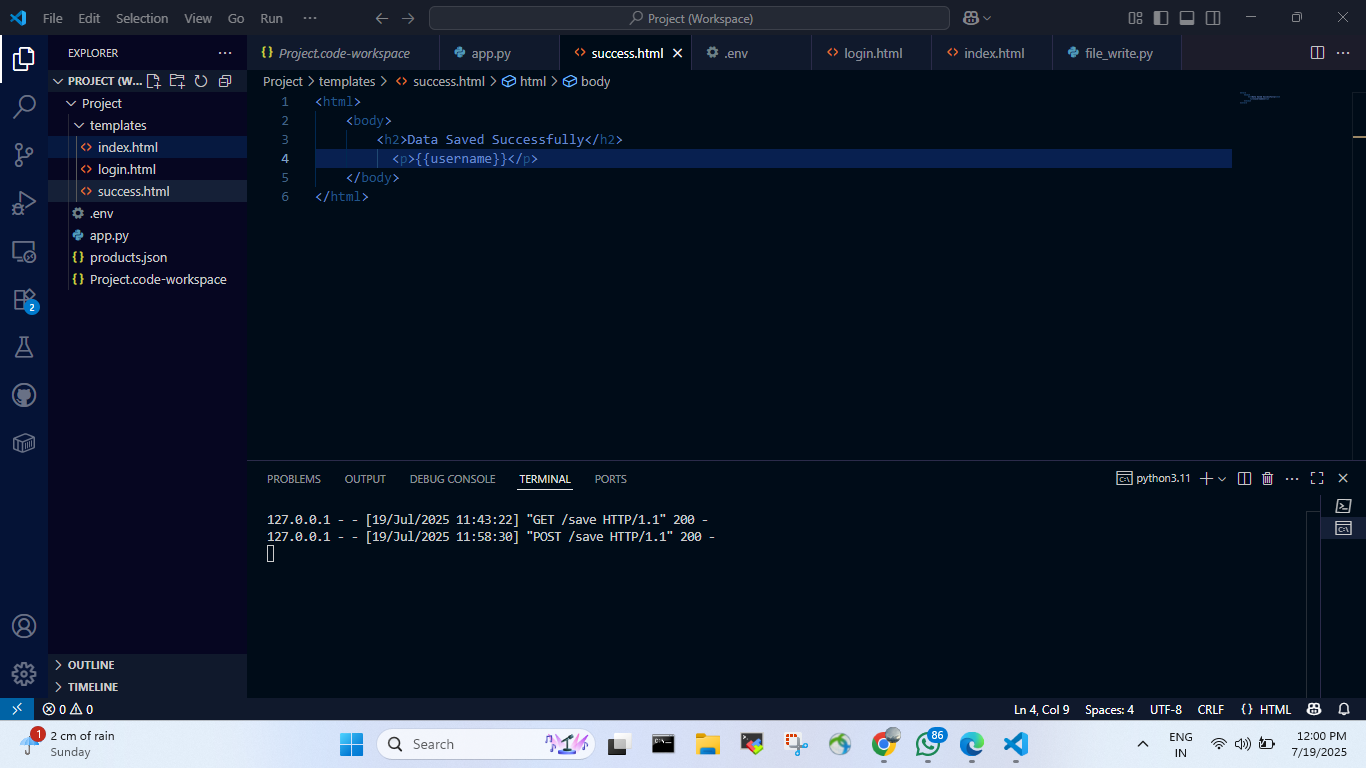 File Edit Selection View Go Run ··· Project (Workspace)
EXPLORER ···
PROJECT (W...
Project
templates
index.html
login.html
success.html
.env
app.py
products.json
{} Project.code-workspace
OUTLINE
TIMELINE
{} Project.code-workspace app.py success.html .env login.html index.html file_write.py ···
Project > templates > success.html > html > body
1 <html>
2 <body>
3 <h2>Data Saved Successfully</h2>
4 <p>{{username}}</p>
5 </body>
6 </html>
PROBLEMS OUTPUT DEBUG CONSOLE TERMINAL PORTS python3.11 ···
127.0.0.1 - - [19/Jul/2025 11:43:22] "GET /save HTTP/1.1" 200 -
127.0.0.1 - - [19/Jul/2025 11:58:30] "POST /save HTTP/1.1" 200 -
2
0 0 Ln 4, Col 9 Spaces: 4 UTF-8 CRLF {} HTML
1 2 cm of rain
Sunday
Search
86
ENG
IN
12:00 PM
7/19/2025